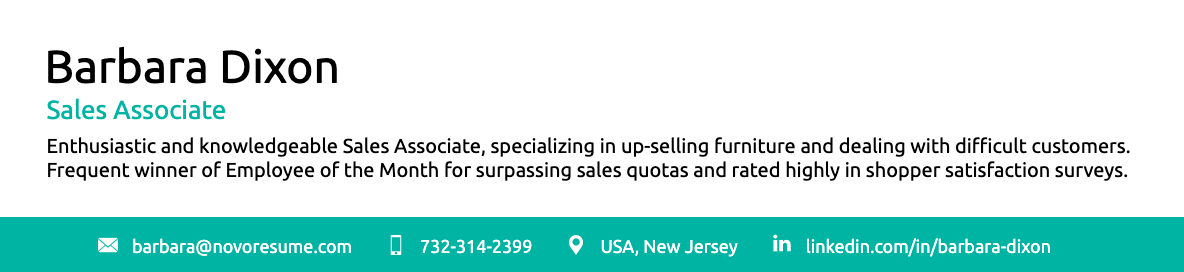 Barbara Dixon
Sales Associate
Enthusiastic and knowledgeable Sales Associate, specializing in up-selling furniture and dealing with difficult customers.
Frequent winner of Employee of the Month for surpassing sales quotas and rated highly in shopper satisfaction surveys.
barbara@novoresume.com 732-314-2399 USA, New Jersey in linkedin.com/in/barbara-dixon